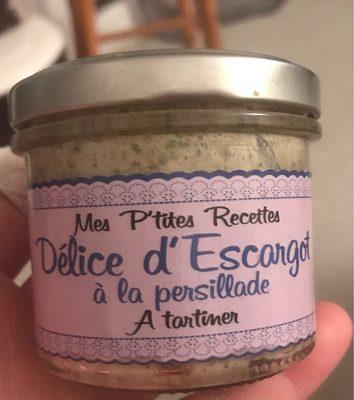 Mes P'tites Recettes
Délice d'Escargot
à la persillade
A tartiner